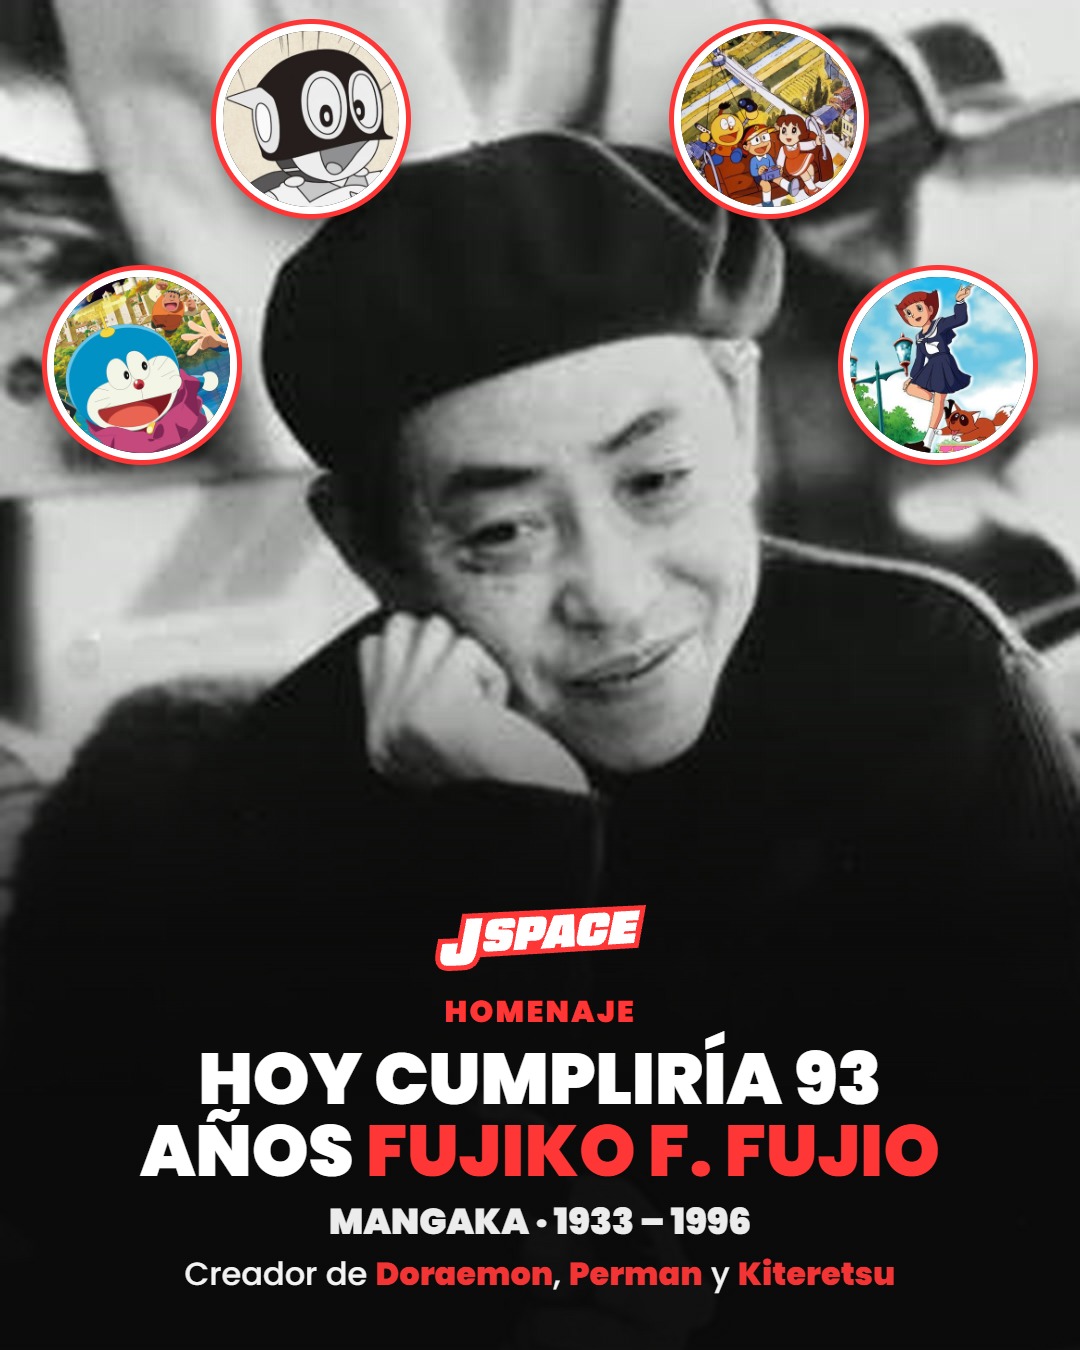 JSPACE
HOMENAJE
HOY CUMPLIRÍA 93
AÑOS FUJIKO F. FUJIO
MANGAKA • 1933 – 1996
Creador de Doraemon, Perman y Kiteretsu